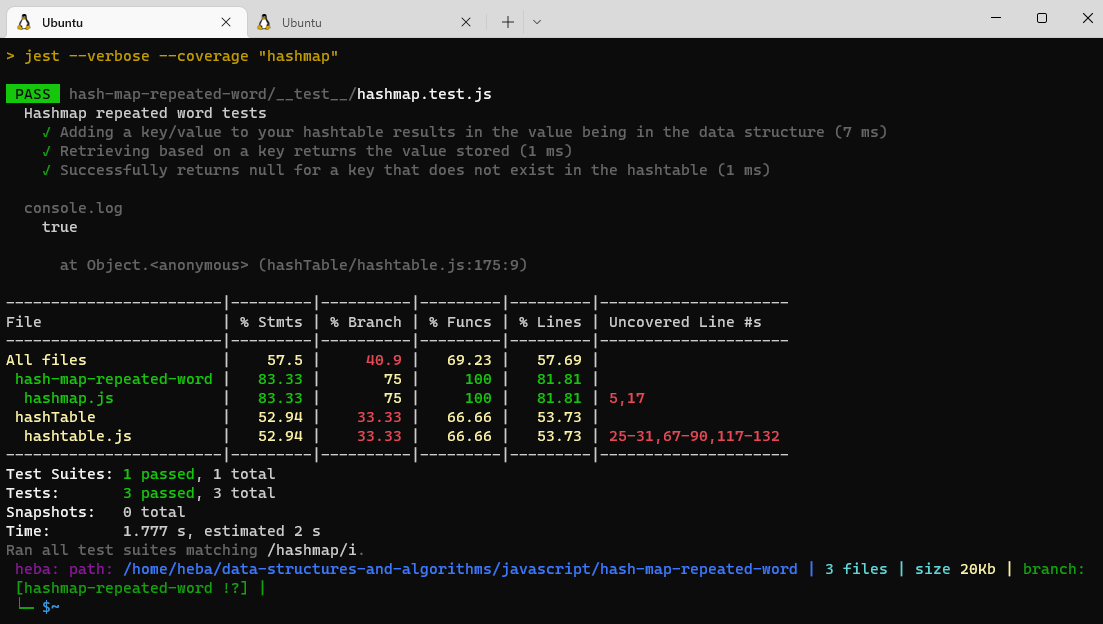 Ubuntu
Ubuntu
> jest --verbose --coverage "hashmap"
PASS hash-map-repeated-word/__test__/hashmap.test.js
Hashmap repeated word tests
✓ Adding a key/value to your hashtable results in the value being in the data structure (7 ms)
✓ Retrieving based on a key returns the value stored (1 ms)
✓ Successfully returns null for a key that does not exist in the hashtable (1 ms)
console.log
true
at Object.<anonymous> (hashTable/hashtable.js:175:9)
------------------------|---------|----------|---------|---------|---------------------
File                    | % Stmts | % Branch | % Funcs | % Lines | Uncovered Line #s
------------------------|---------|----------|---------|---------|---------------------
All files               |    57.5 |     40.9 |   69.23 |   57.69 |
 hash-map-repeated-word |   83.33 |       75 |     100 |   81.81 |
  hashmap.js            |   83.33 |       75 |     100 |   81.81 | 5,17
 hashTable              |   52.94 |    33.33 |   66.66 |   53.73 |
  hashtable.js          |   52.94 |    33.33 |   66.66 |   53.73 | 25-31,67-90,117-132
------------------------|---------|----------|---------|---------|---------------------
Test Suites: 1 passed, 1 total
Tests:       3 passed, 3 total
Snapshots:   0 total
Time:        1.777 s, estimated 2 s
Ran all test suites matching /hashmap/i.
heba: path: /home/heba/data-structures-and-algorithms/javascript/hash-map-repeated-word | 3 files | size 20Kb | branch:
[hashmap-repeated-word !?] |
└─ $~